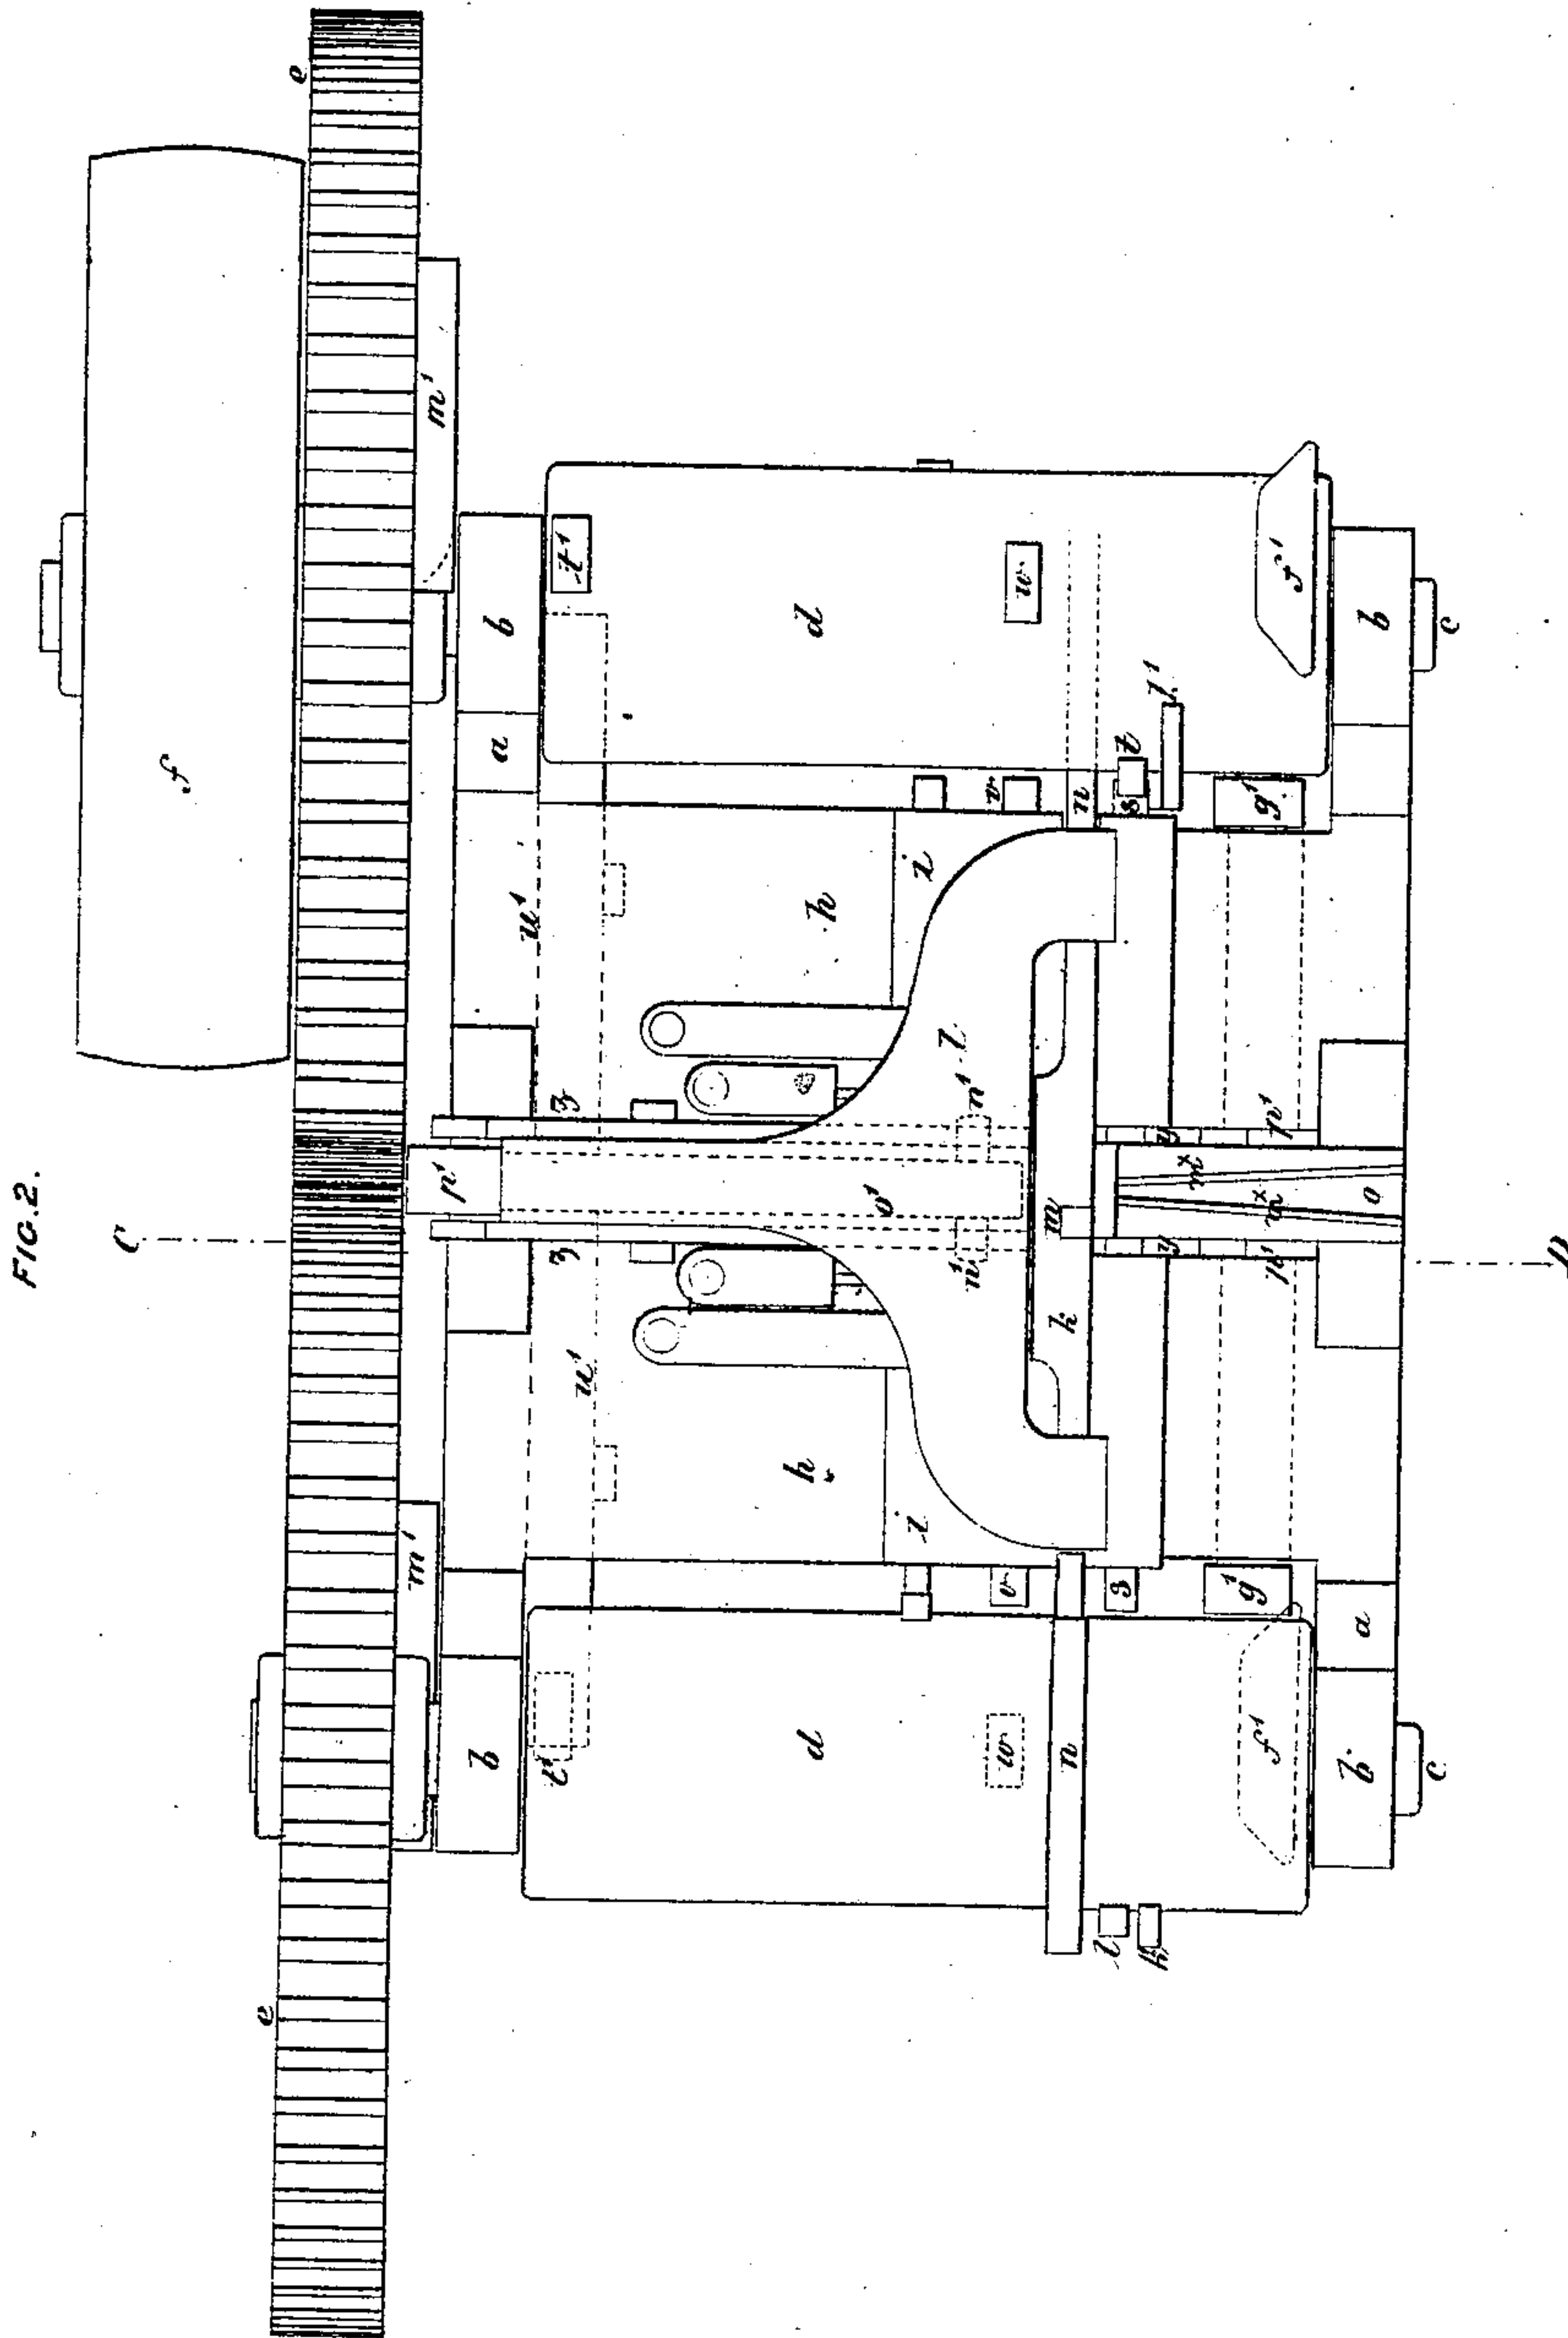 FIG. 2.
C
D
e
e
f
m'
m'
b
b
b
b
a
a
c
c
d
d
t'
t'
w
w
f'
f'
n
n
l'
t
s
s
v
v
g'
g'
i
i
h
h
u'
u'
l
n'
n'
z
z
p'
o'
m
k
y
y
p'
p'
m×
m×
o